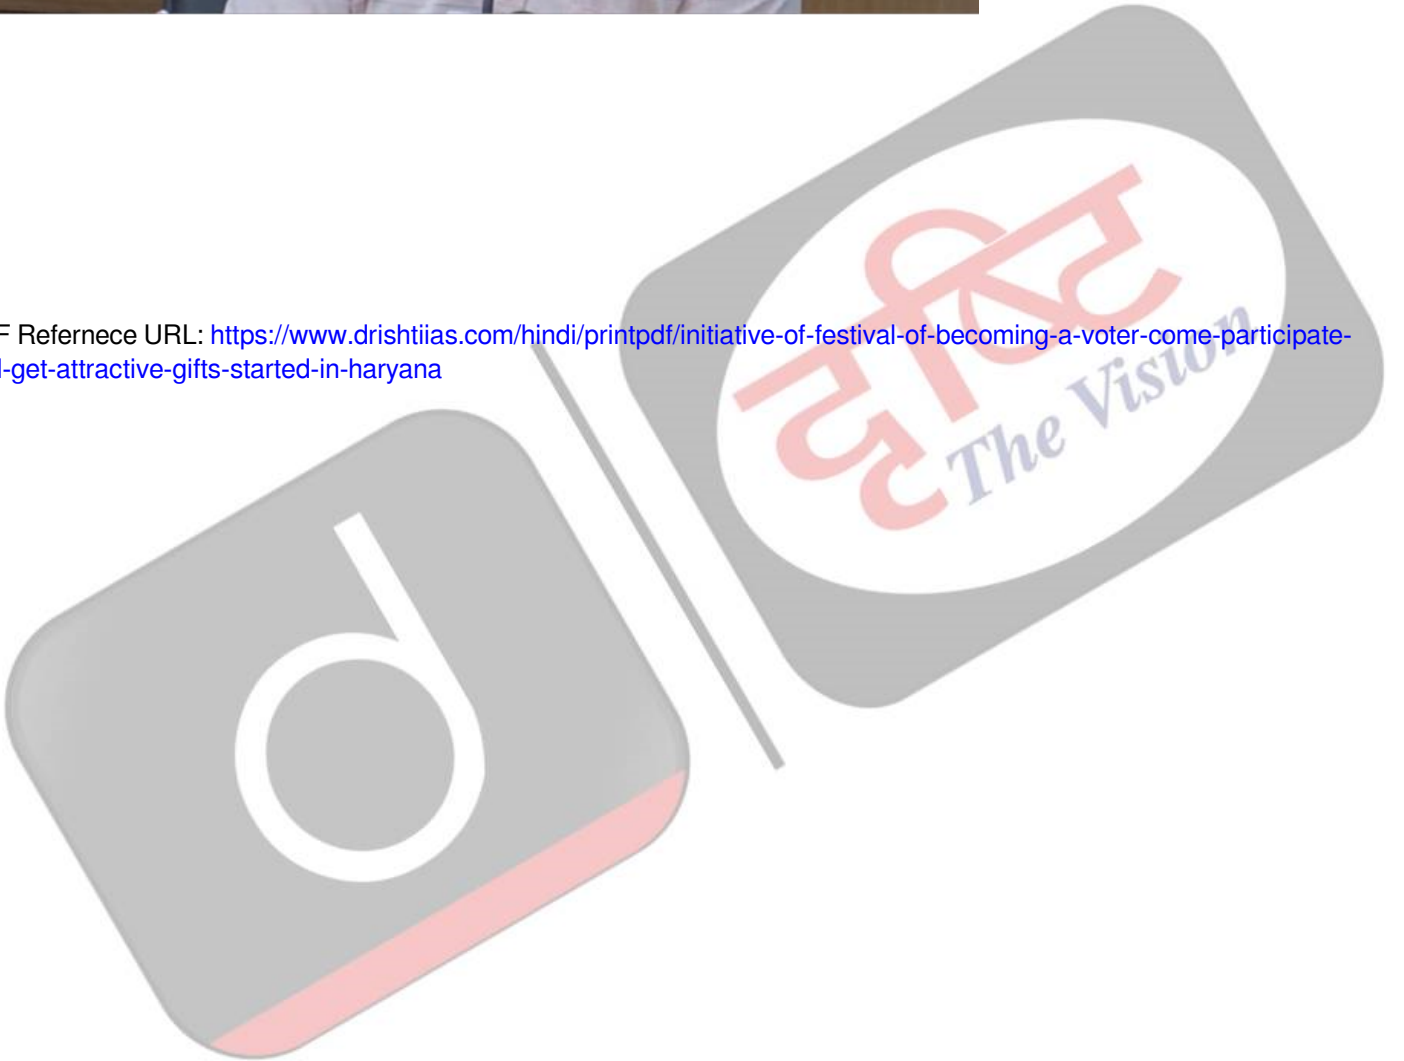 F Refernece URL: https://www.drishtiias.com/hindi/printpdf/initiative-of-festival-of-becoming-a-voter-come-participate-
l-get-attractive-gifts-started-in-haryana
दृष्टि
The Vision
d